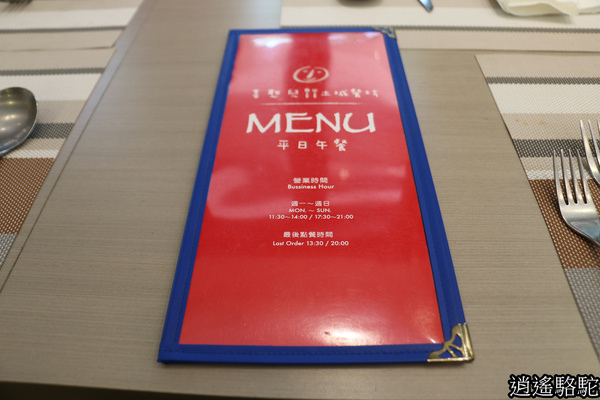 MENU
平日午餐
營業時間
Bussiness Hour
週一～週日
MON. ～ SUN.
11:30～14:00 / 17:30～21:00
最後點餐時間
Last Order 13:30 / 20:00
逍遙駱駝